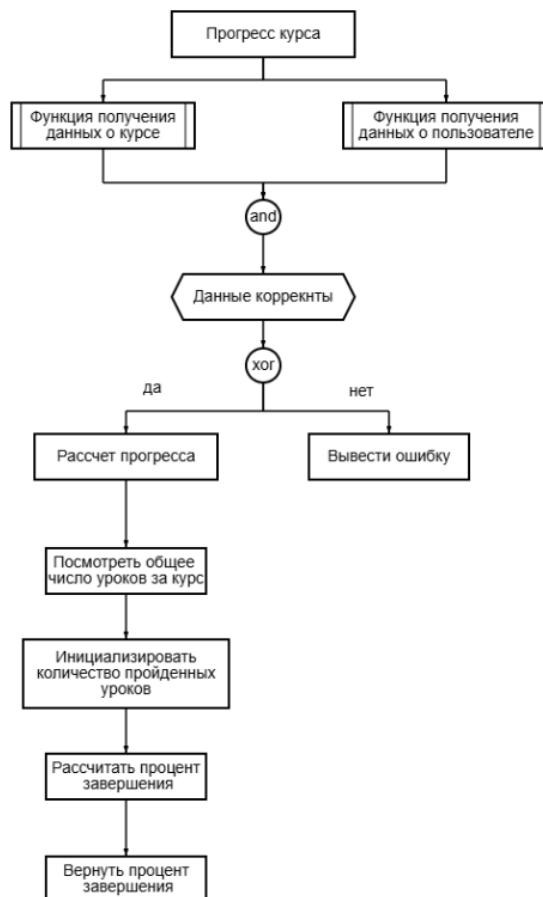 Прогресс курса
Функция получения
данных о курсе
Функция получения
данных о пользователе
and
Данные коррекнты
xor
да
нет
Рассчет прогресса
Вывести ошибку
Посмотреть общее
число уроков за курс
Инициализировать
количество пройденных
уроков
Рассчитать процент
завершения
Вернуть процент
завершения